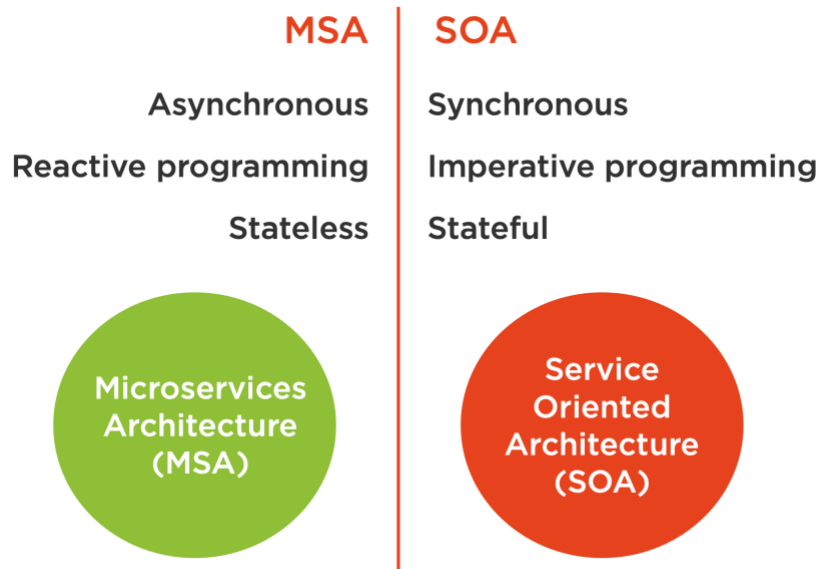 MSA
SOA
Asynchronous
Synchronous
Reactive programming
Imperative programming
Stateless
Stateful
Microservices
Architecture
(MSA)
Service
Oriented
Architecture
(SOA)